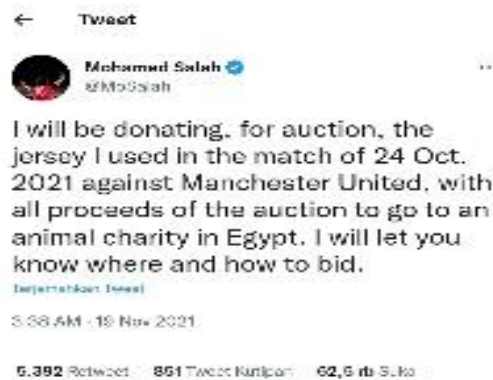 Tweet
Mohamed Salah
@MoSalah
I will be donating, for auction, the
jersey I used in the match of 24 Oct.
2021 against Manchester United, with
all proceeds of the auction to go to an
animal charity in Egypt. I will let you
know where and how to bid.
Terjemahkan Tweet
3:38 AM · 19 Nov 2021
5.392 Retweet 851 Tweet Kutipan 62,5 rb Suka